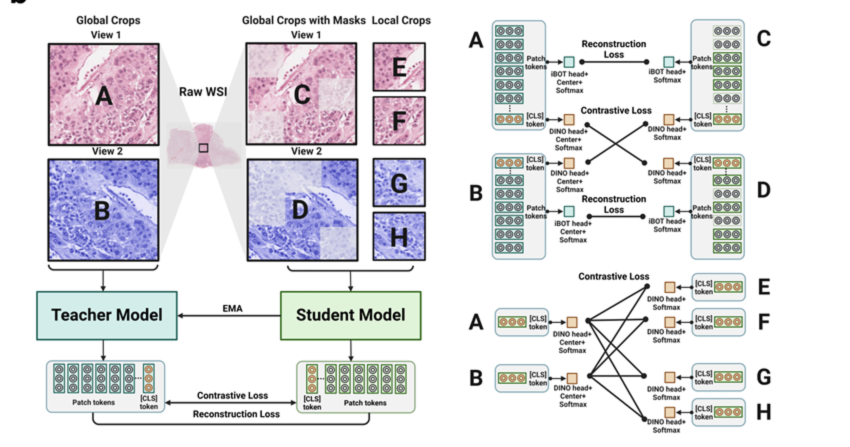 b
Global Crops
View 1
A
View 2
B
Raw WSI
Global Crops with Masks
View 1
C
View 2
D
Local Crops
E
F
G
H
Teacher Model
EMA
Student Model
Patch tokens
[CLS]
token
Contrastive Loss
Reconstruction Loss
[CLS]
token
Patch tokens
A
Patch
tokens
iBOT head+
Center+
Softmax
Reconstruction
Loss
iBOT head+
Softmax
Patch
tokens
C
[CLS]
token
DINO head+
Center+
Softmax
Contrastive Loss
DINO head+
Softmax
[CLS]
token
B
[CLS]
token
DINO head+
Center+
Softmax
DINO head+
Softmax
[CLS]
token
D
Patch
tokens
iBOT head+
Center+
Softmax
Reconstruction
Loss
iBOT head+
Softmax
Patch
tokens
Contrastive Loss
A
[CLS]
token
DINO head+
Center+
Softmax
B
[CLS]
token
DINO head+
Center+
Softmax
DINO head+
Softmax
[CLS]
token
E
DINO head+
Softmax
[CLS]
token
F
DINO head+
Softmax
[CLS]
token
G
DINO head+
Softmax
[CLS]
token
H